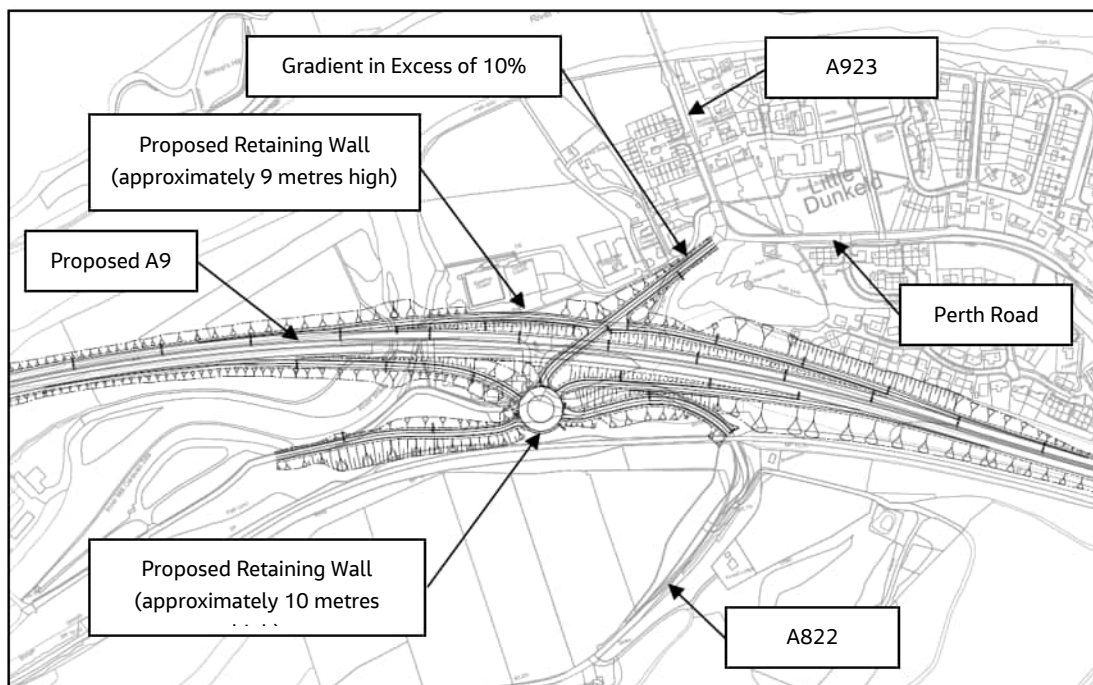 River
Gradient in Excess of 10%
A923
Proposed Retaining Wall
(approximately 9 metres high)
Little
Dunkeld
Proposed A9
Perth Road
Proposed Retaining Wall
(approximately 10 metres
A822